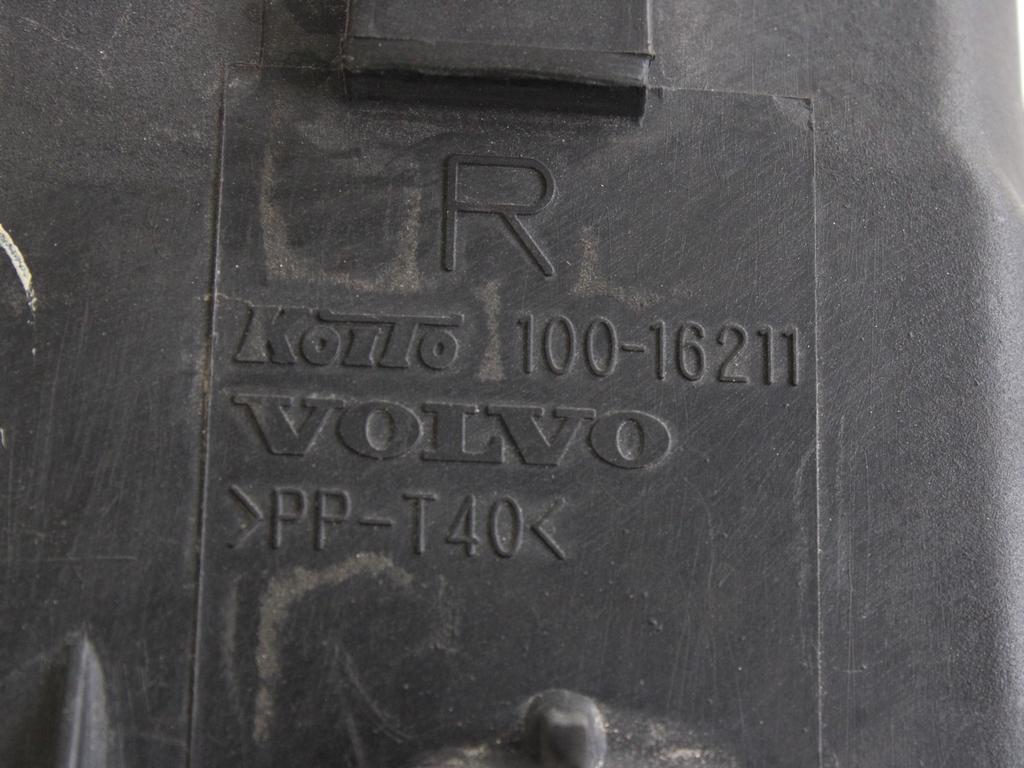 R
KOITO 100-16211
VOLVO
>PP-T40<